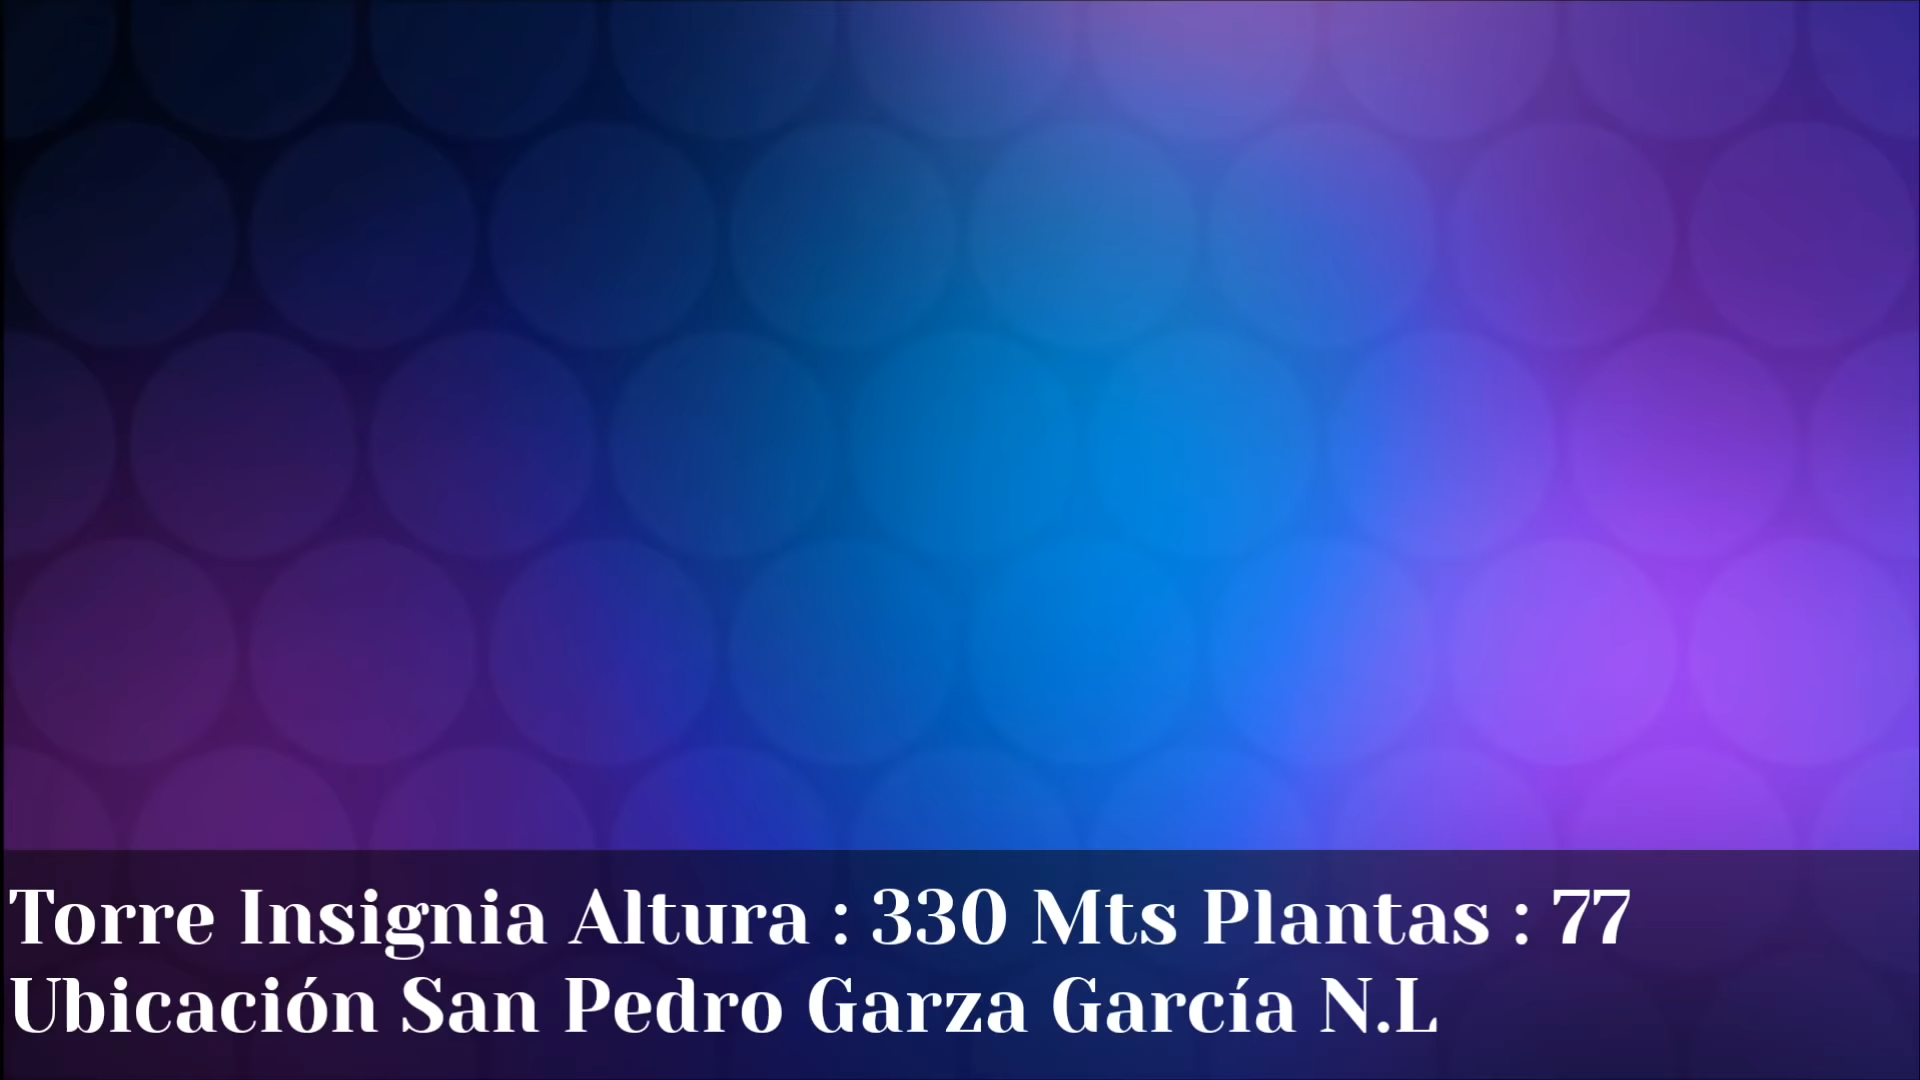 Torre Insignia Altura : 330 Mts Plantas : 77
Ubicación San Pedro Garza García N.L